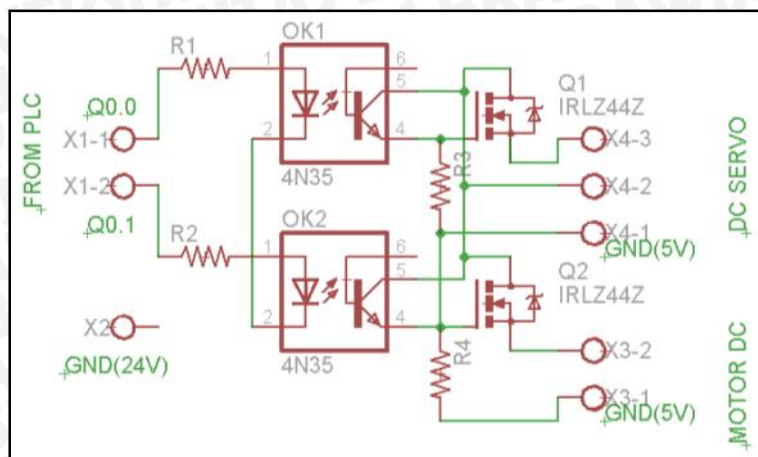 FROM PLC
R1
Q0.0
X1-1
X1-2
Q0.1
R2
X2
GND(24V)
OK1
1
2
6
5
4
4N35
OK2
1
2
6
5
4
4N35
R3
R4
Q1
IRLZ44Z
X4-3
X4-2
X4-1
GND(5V)
Q2
IRLZ44Z
X3-2
X3-1
GND(5V)
DC SERVO
MOTOR DC